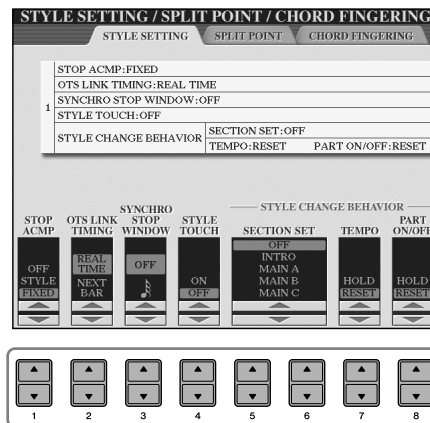 STYLE SETTING / SPLIT POINT / CHORD FINGERING
STYLE SETTING SPLIT POINT CHORD FINGERING
1
STOP ACMP:FIXED
OTS LINK TIMING:REAL TIME
SYNCHRO STOP WINDOW:OFF
STYLE TOUCH:OFF
STYLE CHANGE BEHAVIOR SECTION SET:OFF
TEMPO:RESET PART ON/OFF:RESET
STYLE CHANGE BEHAVIOR
STOP ACMP
OTS LINK TIMING
SYNCHRO STOP WINDOW
STYLE TOUCH
SECTION SET
TEMPO
PART ON/OFF
OFF
STYLE
FIXED
REAL TIME
NEXT BAR
OFF
ON
OFF
OFF
INTRO
MAIN A
MAIN B
MAIN C
HOLD
RESET
HOLD
RESET
1 2 3 4 5 6 7 8